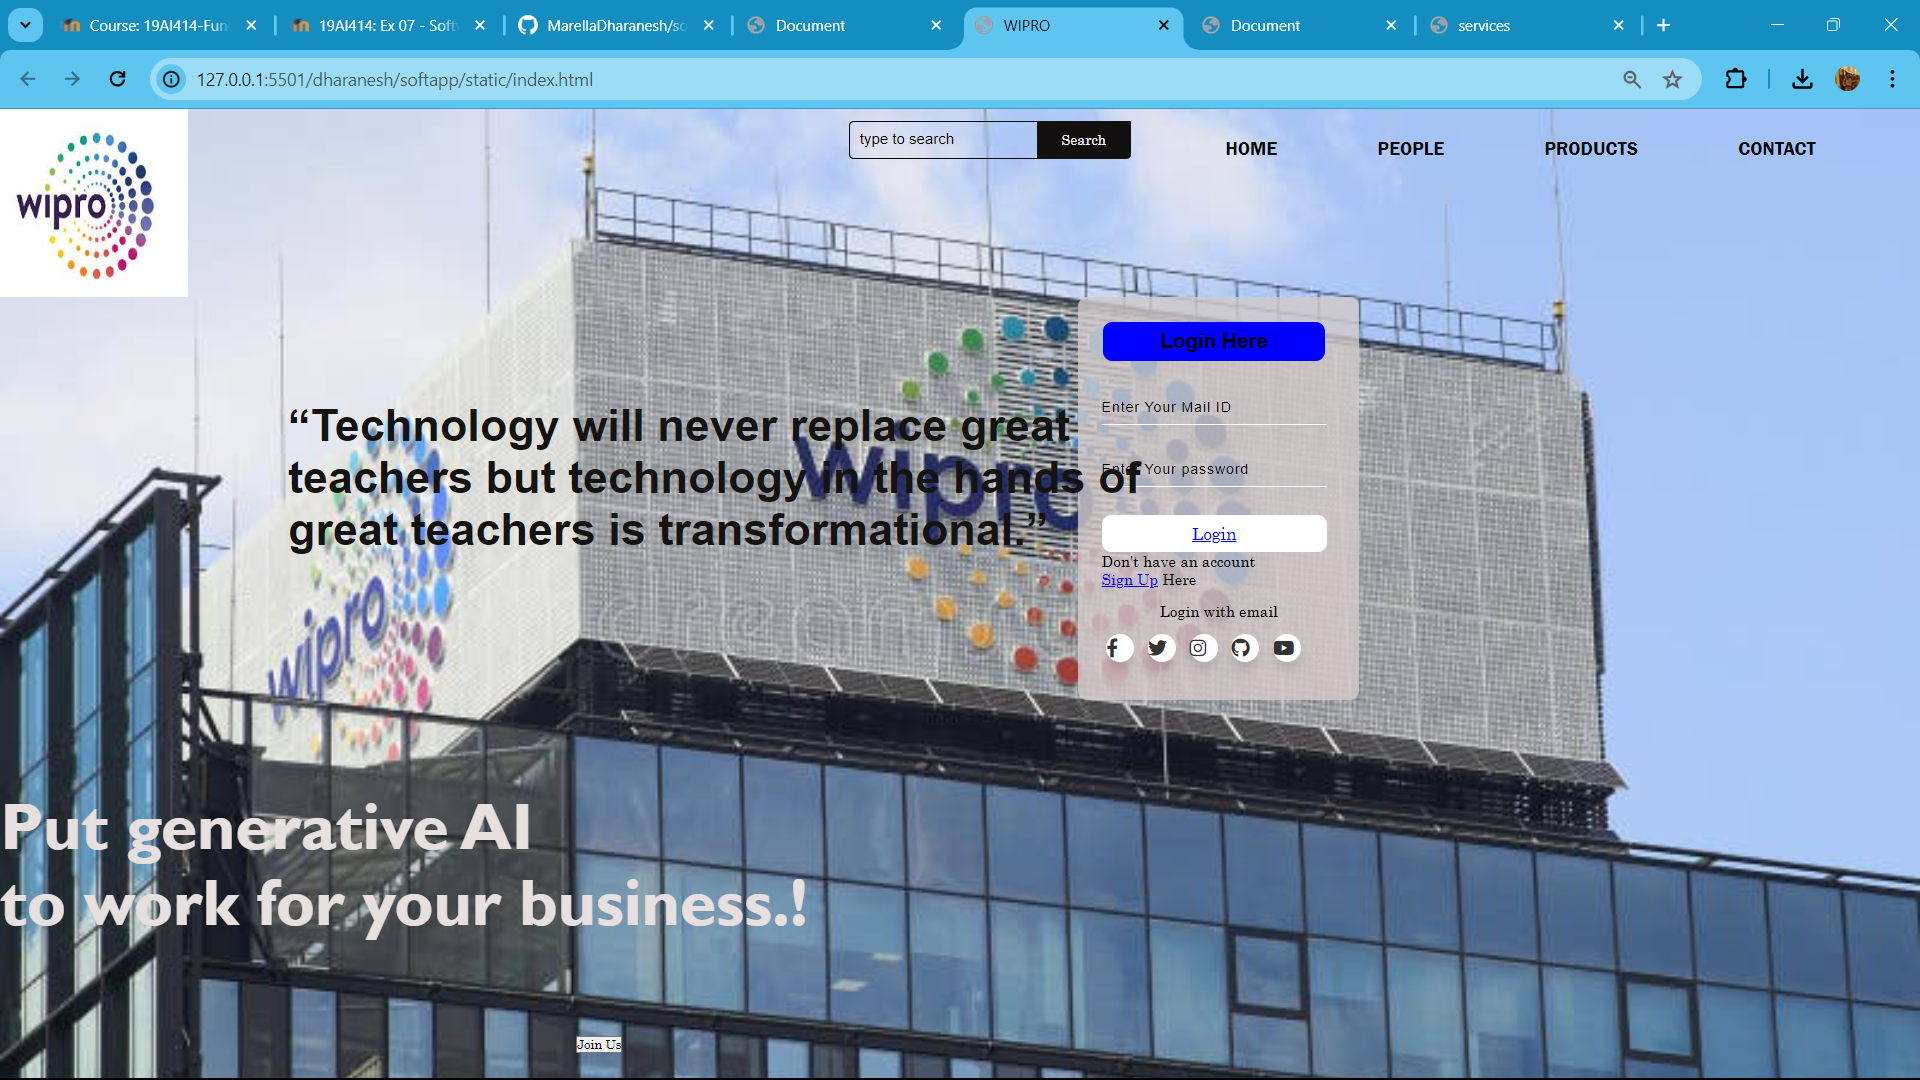 Course: 19AI414-Fun
19AI414: Ex 07 - Softw
MarellaDharanesh/so
Document
WIPRO
Document
services
127.0.0.1:5501/dharanesh/softapp/static/index.html
wipro
type to search
Search
HOME
PEOPLE
PRODUCTS
CONTACT
Login Here
Enter Your Mail ID
“Technology will never replace great
teachers but technology in the hands of
great teachers is transformational.”
wipro
Enter Your password
Login
Don't have an account
Sign Up Here
Login with email
wipro
Put generative AI
to work for your business.!
Join Us